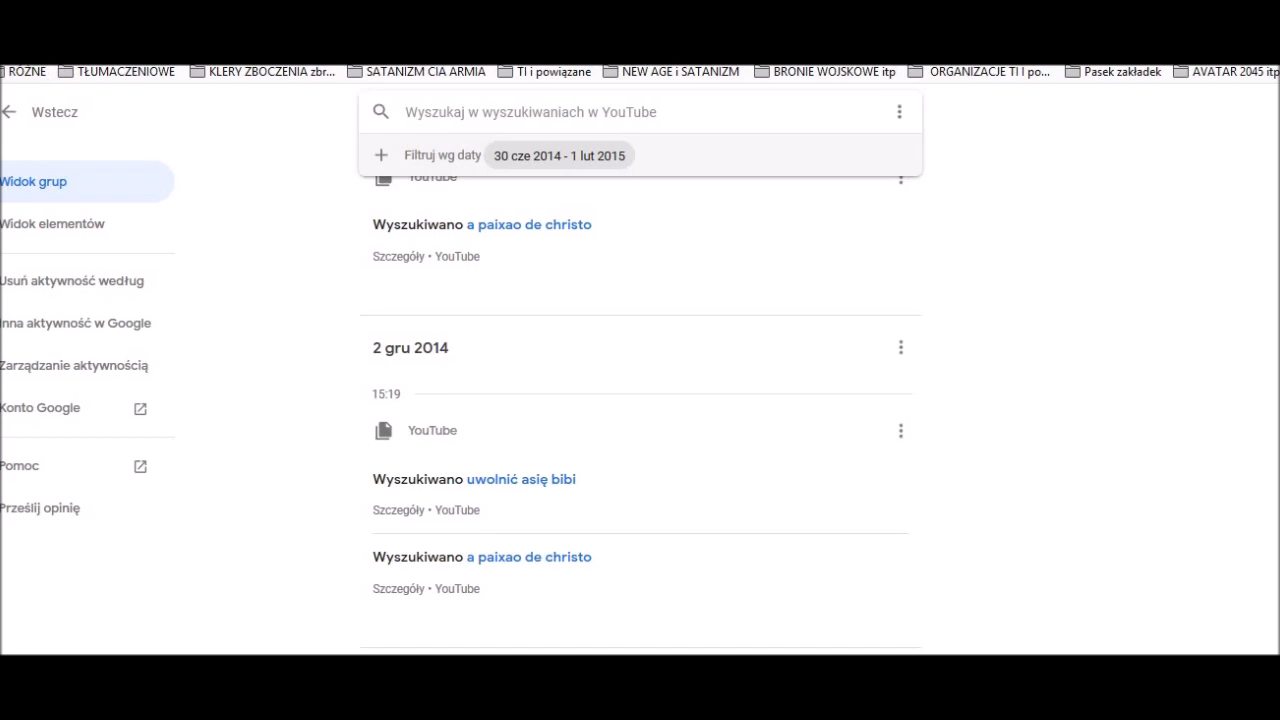 RÓŻNE TŁUMACZENIOWE KLERY ZBOCZENIA zbr... SATANIZM CIA ARMIA TI i powiązane NEW AGE i SATANIZM BRONIE WOJSKOWE itp ORGANIZACJE TI I po... Pasek zakładek AVATAR 2045 itp
Wstecz
Wyszukaj w wyszukiwaniach w YouTube
Filtruj wg daty 30 cze 2014 - 1 lut 2015
YouTube
Widok grup
Widok elementów
Usuń aktywność według
Inna aktywność w Google
Zarządzanie aktywnością
Konto Google
Pomoc
Prześlij opinię
Wyszukiwano a paixao de christo
Szczegóły • YouTube
2 gru 2014
15:19
YouTube
Wyszukiwano uwolnić asię bibi
Szczegóły • YouTube
Wyszukiwano a paixao de christo
Szczegóły • YouTube